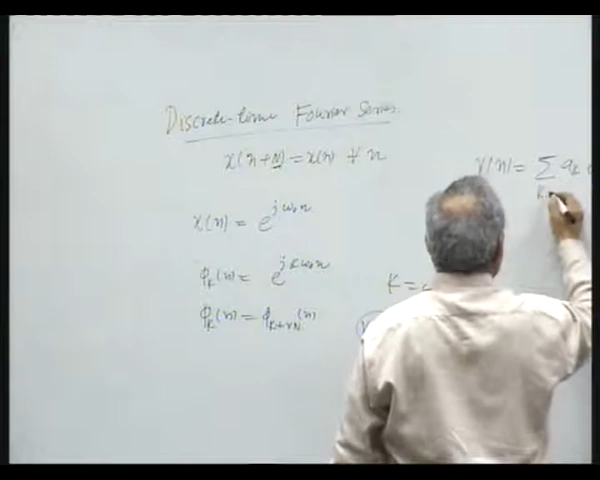 Discrete-time Fourier Series
x(n+N) = x(n) ∀ n
x(n) = e^{jω₀n}
φ_k(n) = e^{jkω₀n}
φ_k(n) = φ_{k+rN}(n)
K =
x(n) = Σ a_k
k=